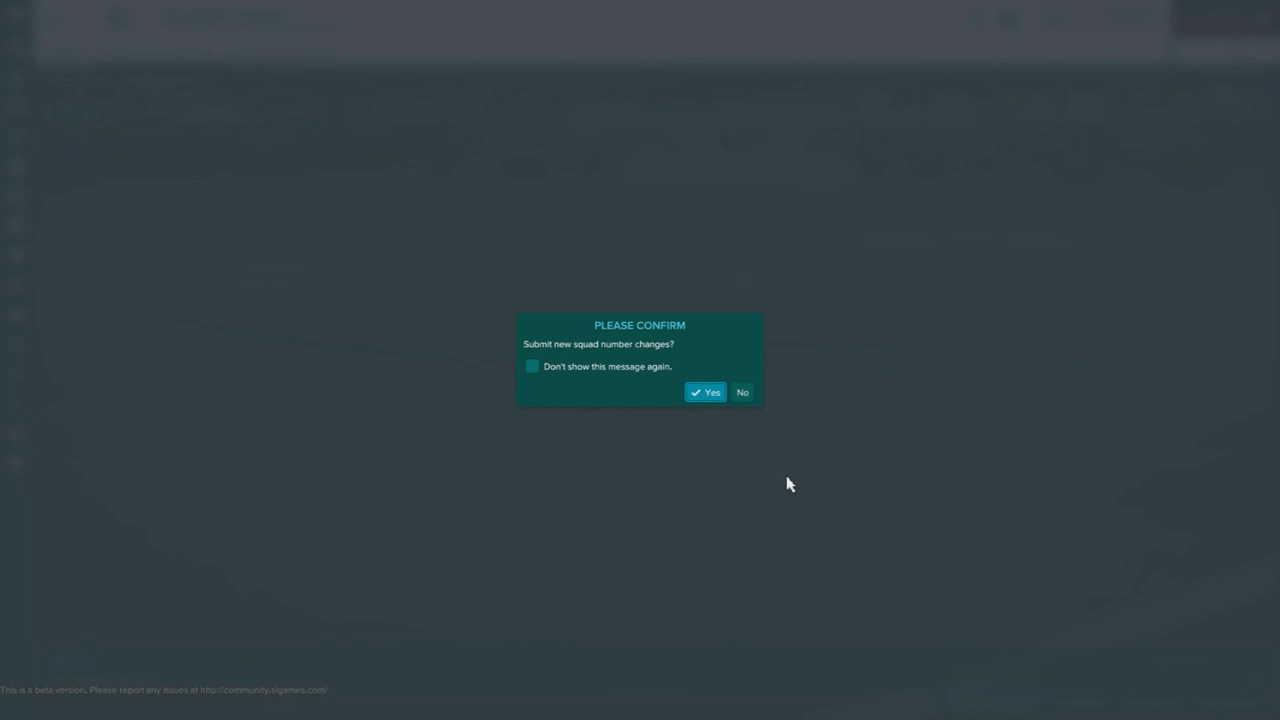 PLEASE CONFIRM
Submit new squad number changes?
Don't show this message again.
Yes
No
This is a beta version. Please report any issues at http://community.sigames.com/